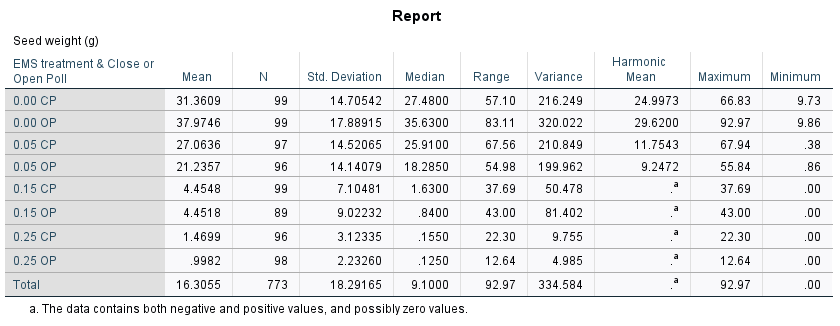 Report
Seed weight (g)
EMS treatment & Close or Open Poll Mean N Std. Deviation Median Range Variance Harmonic Mean Maximum Minimum
0.00 CP 31.3609 99 14.70542 27.4800 57.10 216.249 24.9973 66.83 9.73
0.00 OP 37.9746 99 17.88915 35.6300 83.11 320.022 29.6200 92.97 9.86
0.05 CP 27.0636 97 14.52065 25.9100 67.56 210.849 11.7543 67.94 .38
0.05 OP 21.2357 96 14.14079 18.2850 54.98 199.962 9.2472 55.84 .86
0.15 CP 4.4548 99 7.10481 1.6300 37.69 50.478 .a 37.69 .00
0.15 OP 4.4518 89 9.02232 .8400 43.00 81.402 .a 43.00 .00
0.25 CP 1.4699 96 3.12335 .1550 22.30 9.755 .a 22.30 .00
0.25 OP .9982 98 2.23260 .1250 12.64 4.985 .a 12.64 .00
Total 16.3055 773 18.29165 9.1000 92.97 334.584 .a 92.97 .00
a. The data contains both negative and positive values, and possibly zero values.